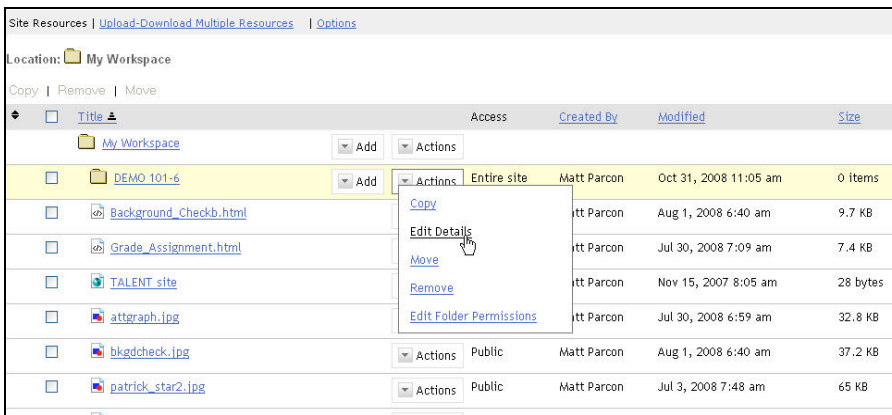 Site Resources | Upload-Download Multiple Resources | Options
Location: My Workspace
Copy | Remove | Move
Title Access Created By Modified Size
My Workspace Add Actions
DEMO 101-6 Add Actions Entire site Matt Parcon Oct 31, 2008 11:05 am 0 items
Copy
Background_Checkb.html tt Parcon Aug 1, 2008 6:40 am 9.7 KB
Edit Details
Grade_Assignment.html tt Parcon Jul 30, 2008 7:09 am 7.4 KB
Move
TALENT site tt Parcon Nov 15, 2007 8:05 am 28 bytes
Remove
attgraph.jpg tt Parcon Jul 30, 2008 6:59 am 32.8 KB
Edit Folder Permissions
bkgdcheck.jpg Actions Public Matt Parcon Aug 1, 2008 6:40 am 37.2 KB
patrick_star2.jpg Actions Public Matt Parcon Jul 3, 2008 7:48 am 65 KB